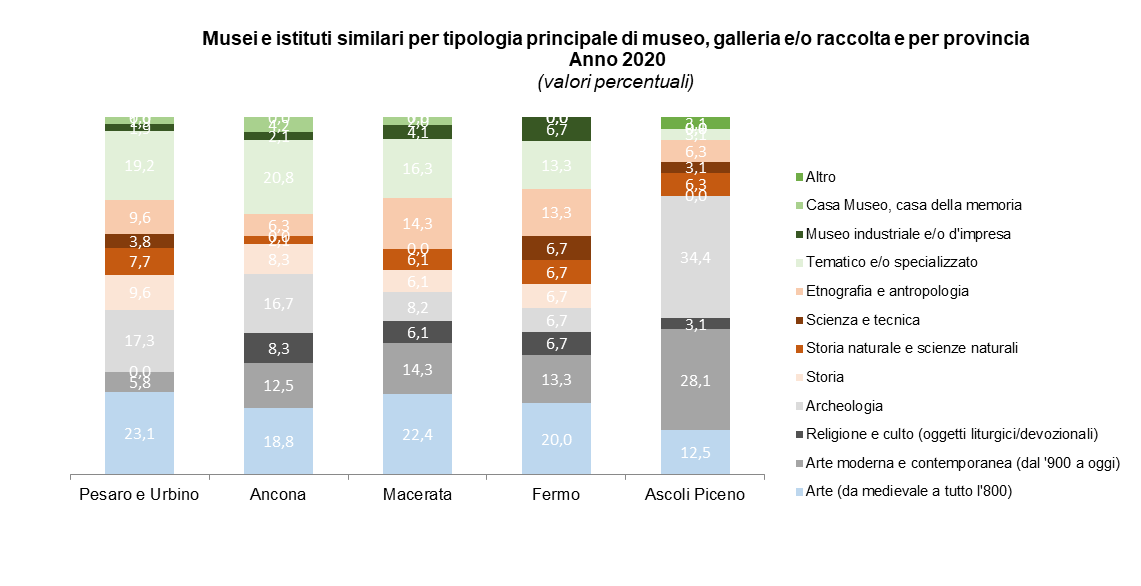 Musei e istituti similari per tipologia principale di museo, galleria e/o raccolta e per provincia
Anno 2020
(valori percentuali)
4,2 0,0 3,1
1,9 2,1 4,1 6,7 0,0
19,2 20,8 16,3 13,3 6,3
9,6 6,3 14,3 13,3 3,1
3,8 0,0 0,0 6,7 6,3
7,7 6,1 6,7 0,0
9,6 8,3 6,1 6,7
17,3 16,7 8,2 6,7 34,4
0,0 8,3 6,1 6,7 3,1
5,8 12,5 14,3 13,3 28,1
23,1 18,8 22,4 20,0 12,5
Pesaro e Urbino Ancona Macerata Fermo Ascoli Piceno
Altro
Casa Museo, casa della memoria
Museo industriale e/o d'impresa
Tematico e/o specializzato
Etnografia e antropologia
Scienza e tecnica
Storia naturale e scienze naturali
Storia
Archeologia
Religione e culto (oggetti liturgici/devozionali)
Arte moderna e contemporanea (dal '900 a oggi)
Arte (da medievale a tutto l'800)